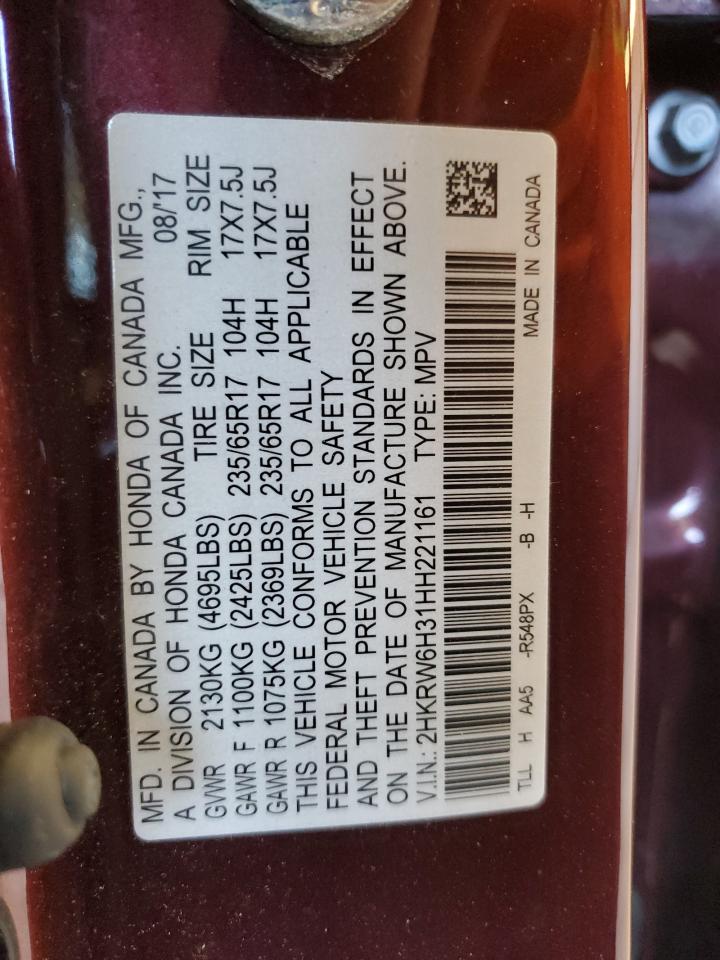 MFD. IN CANADA BY HONDA OF CANADA MFG.,
A DIVISION OF HONDA CANADA INC. 08/'17
GVWR 2130KG (4695LBS) TIRE SIZE RIM SIZE
GAWR F 1100KG (2425LBS) 235/65R17 104H 17X7.5J
GAWR R 1075KG (2369LBS) 235/65R17 104H 17X7.5J
THIS VEHICLE CONFORMS TO ALL APPLICABLE
FEDERAL MOTOR VEHICLE SAFETY
AND THEFT PREVENTION STANDARDS IN EFFECT
ON THE DATE OF MANUFACTURE SHOWN ABOVE.
V.I.N.: 2HKRW6H31HH221161 TYPE: MPV
TLL H AA5 -R548PX -B -H MADE IN CANADA